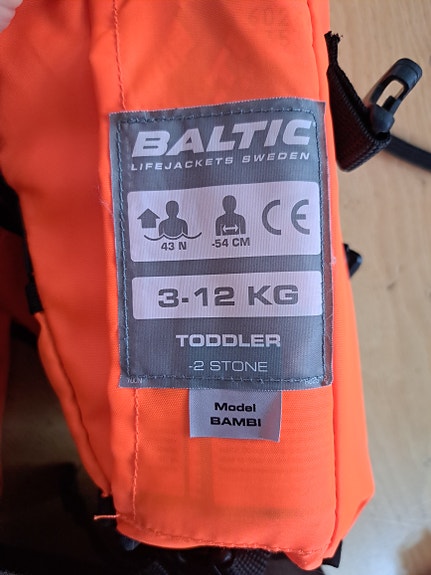 BALTIC
LIFEJACKETS SWEDEN
43 N
-54 CM
CE
3-12 KG
TODDLER
-2 STONE
Model
BAMBI